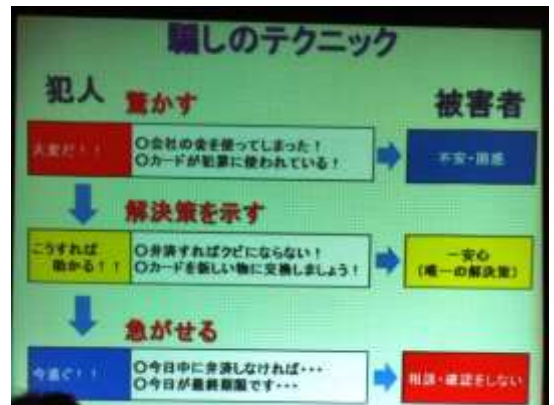 騙しのテクニック
犯人
被害者
驚かす
大変だ！！
○会社の金を使ってしまった！
○カードが犯罪に使われている！
不安・困惑
解決策を示す
こうすれば
助かる！！
○弁済すればクビにならない！
○カードを新しい物に交換しましょう！
一安心
(唯一の解決策)
急がせる
今直ぐ！！
○今日中に弁済しなければ・・・
○今日が最終期限です・・・
相談・確認をしない